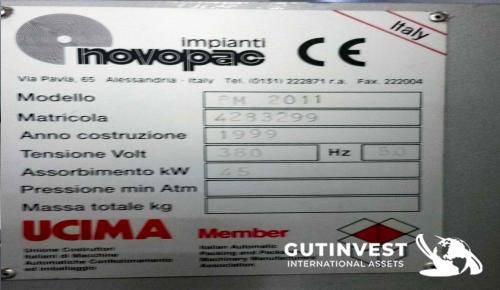 impianti
novopac CE
Italy
Via Pavia, 65 Alessandria - Italy Tel. (0131) 222871 r.a. Fax. 222004
Modello 2011
Matricola 4283299
Anno costruzione 1999
Tensione Volt 380 Hz 50
Assorbimento kW 45
Pressione min Atm
Massa totale kg
UCIMA Member
Unione Costruttori
Italiani di Macchine
Automatiche Confezionamento
ed Imballaggio
Italian Automatic
Packing and Packaging
Machinery Manufacturers
Association
GUTINVEST
INTERNATIONAL ASSETS